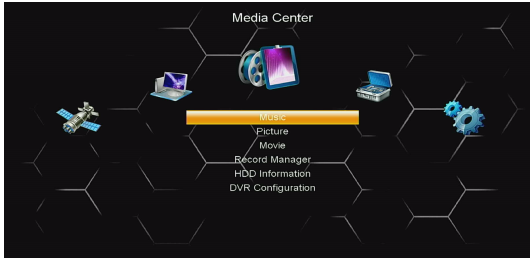 Media Center
Music
Picture
Movie
Record Manager
HDD Information
DVR Configuration